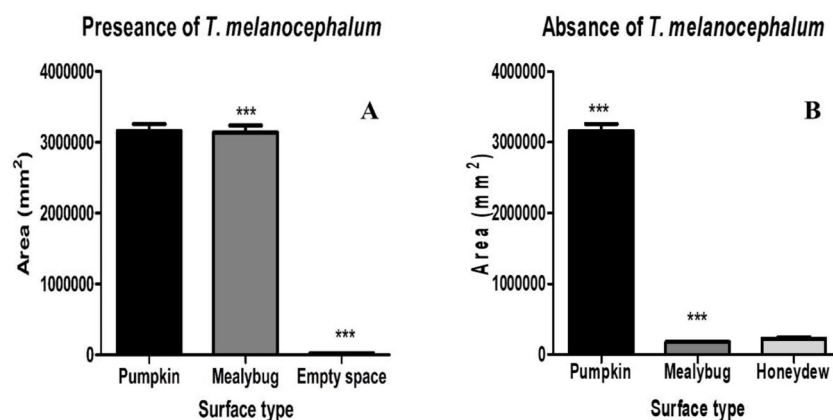 Preseance of T. melanocephalum
A
Area (mm²)
4000000
3000000
2000000
1000000
0
***
***
Pumpkin Mealybug Empty space
Surface type
Absance of T. melanocephalum
B
Area (mm²)
4000000
3000000
2000000
1000000
0
***
***
Pumpkin Mealybug Honeydew
Surface type